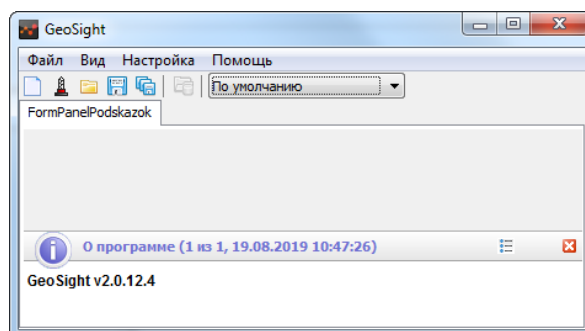 GeoSight
Файл Вид Настройка Помощь
По умолчанию
FormPanelPodskazok
О программе (1 из 1, 19.08.2019 10:47:26)
GeoSight v2.0.12.4